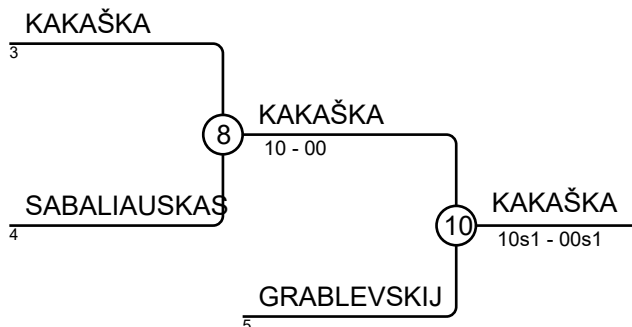 KAKAŠKA
3
8
KAKAŠKA
10 - 00
SABALIAUSKAS
4
10
KAKAŠKA
10s1 - 00s1
GRABLEVSKIJ
5